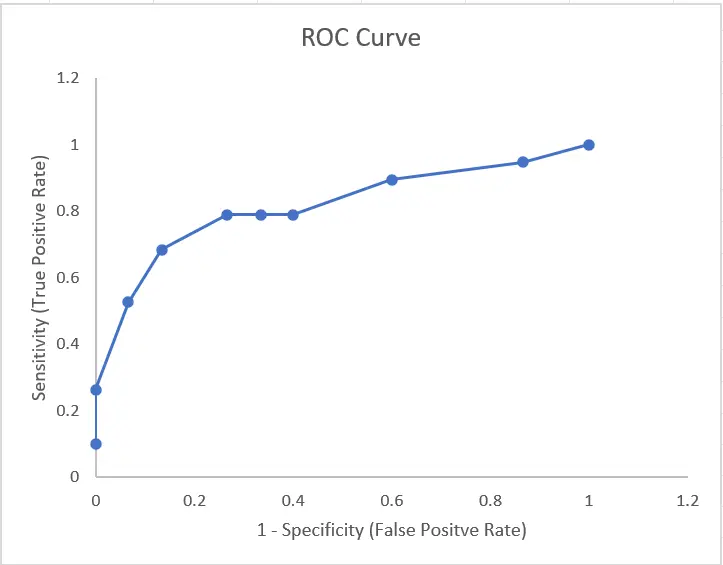 ROC Curve
1.2
1
0.8
0.6
0.4
0.2
0
Sensitivity (True Positive Rate)
0 0.2 0.4 0.6 0.8 1 1.2
1 - Specificity (False Positve Rate)